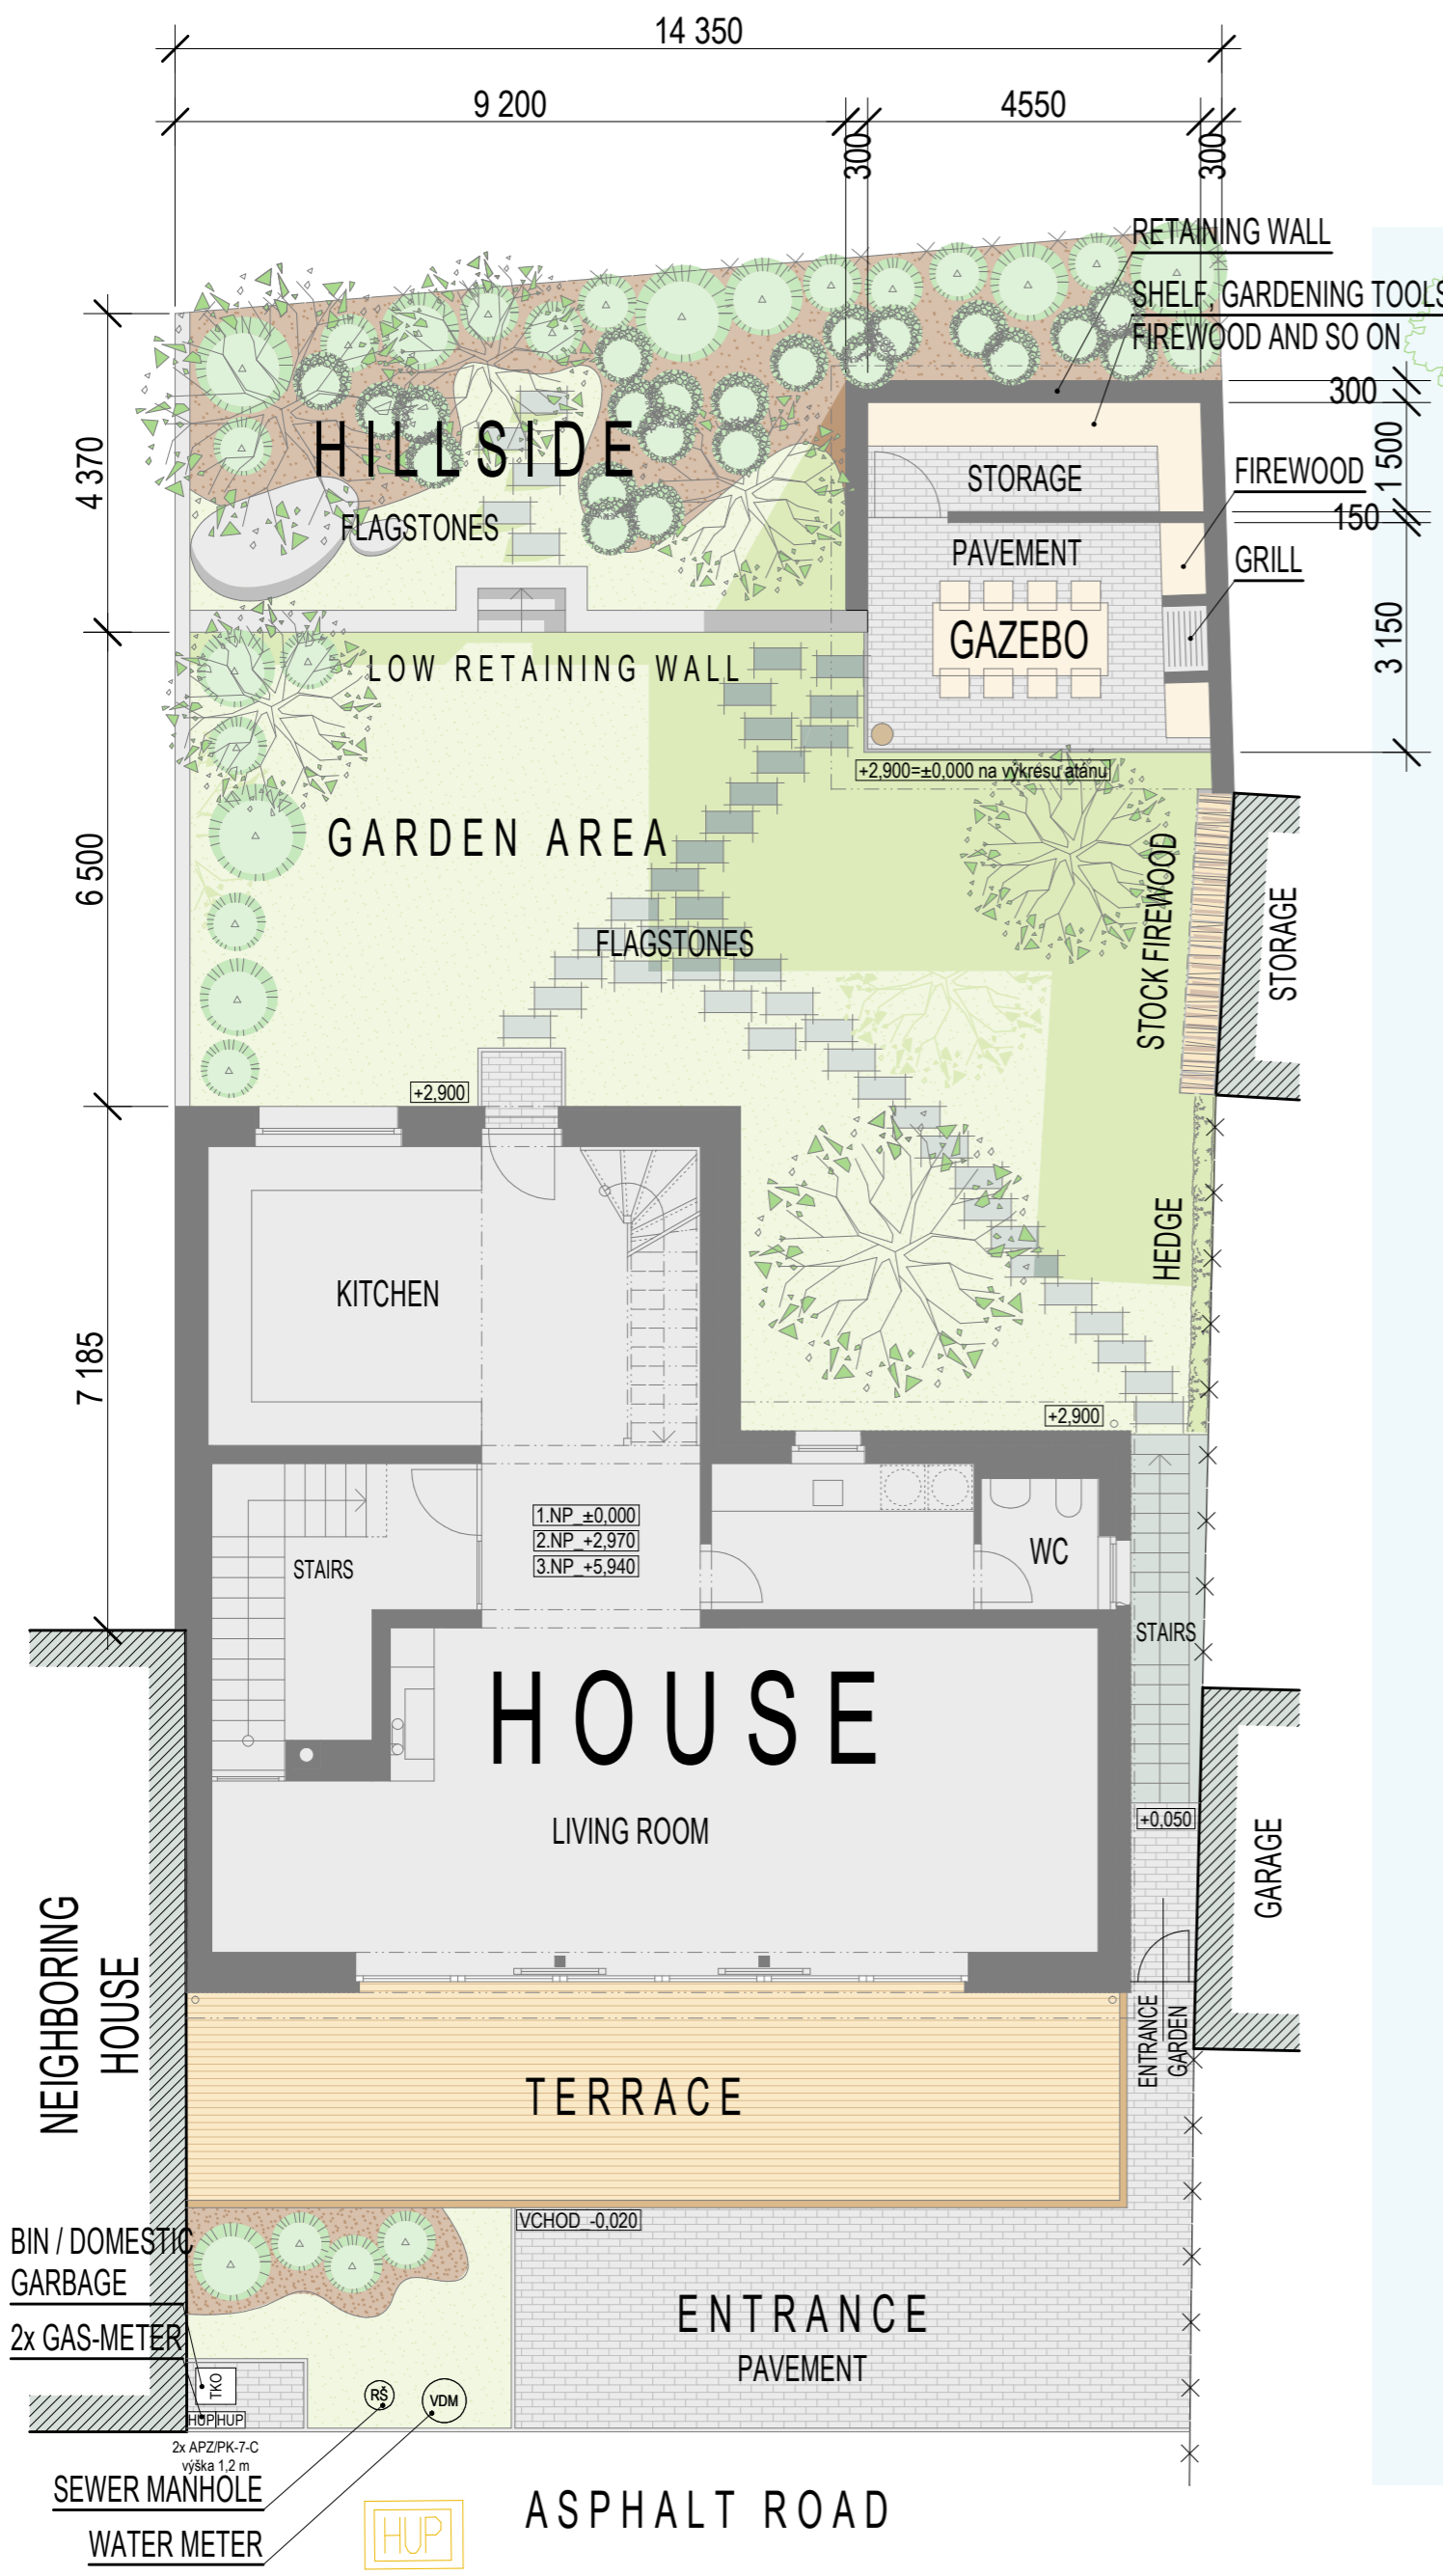 14 350
9 200
4550
300
300
RETAINING WALL
SHELF, GARDENING TOOLS
FIREWOOD AND SO ON
300
4 370
HILLSIDE
1 500
STORAGE
FIREWOOD
150
FLAGSTONES
PAVEMENT
GRILL
GAZEBO
3 150
LOW RETAINING WALL
+2,900=±0,000 na výkresu atánu
GARDEN AREA
6 500
STOCK FIREWOOD
STORAGE
FLAGSTONES
+2,900
HEDGE
KITCHEN
7 185
+2,900
1.NP_±0,000
2.NP_+2,970
3.NP_+5,940
STAIRS
WC
STAIRS
HOUSE
LIVING ROOM
+0,050
GARAGE
NEIGHBORING
HOUSE
ENTRANCE
GARDEN
TERRACE
VCHOD_-0,020
BIN / DOMESTIC
GARBAGE
2x GAS-METER
ENTRANCE
PAVEMENT
TKO
RŠ
VDM
HUP HUP
2x APZ/PK-7-C
výška 1,2 m
SEWER MANHOLE
WATER METER
HUP
ASPHALT ROAD